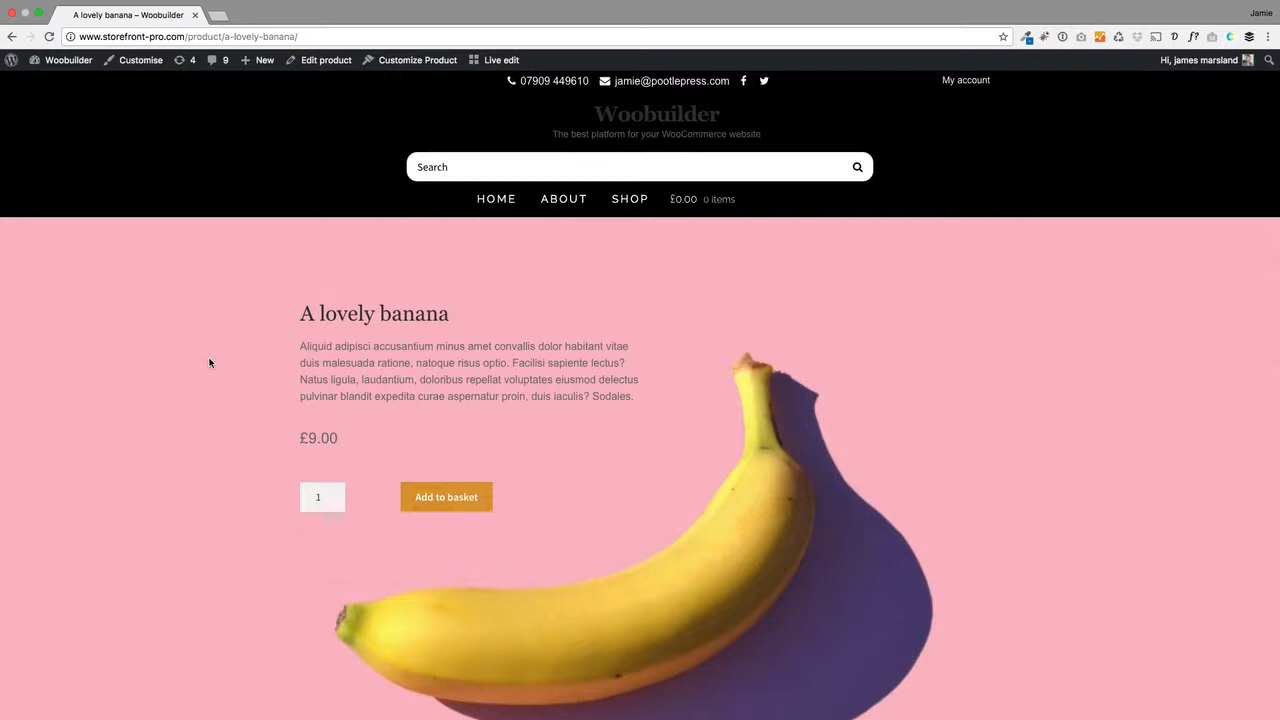 A lovely banana – Woobuilder
Jamie
www.storefront-pro.com/product/a-lovely-banana/
Woobuilder Customise 4 9 New Edit product Customize Product Live edit Hi, james marsland
07909 449610 jamie@pootlepress.com My account
Woobuilder
The best platform for your WooCommerce website
Search
HOME ABOUT SHOP £0.00 0 items
A lovely banana
Aliquid adipisci accusantium minus amet convallis dolor habitant vitae
duis malesuada ratione, natoque risus optio. Facilisi sapiente lectus?
Natus ligula, laudantium, doloribus repellat voluptates eiusmod delectus
pulvinar blandit expedita curae aspernatur proin, duis iaculis? Sodales.
£9.00
1 Add to basket